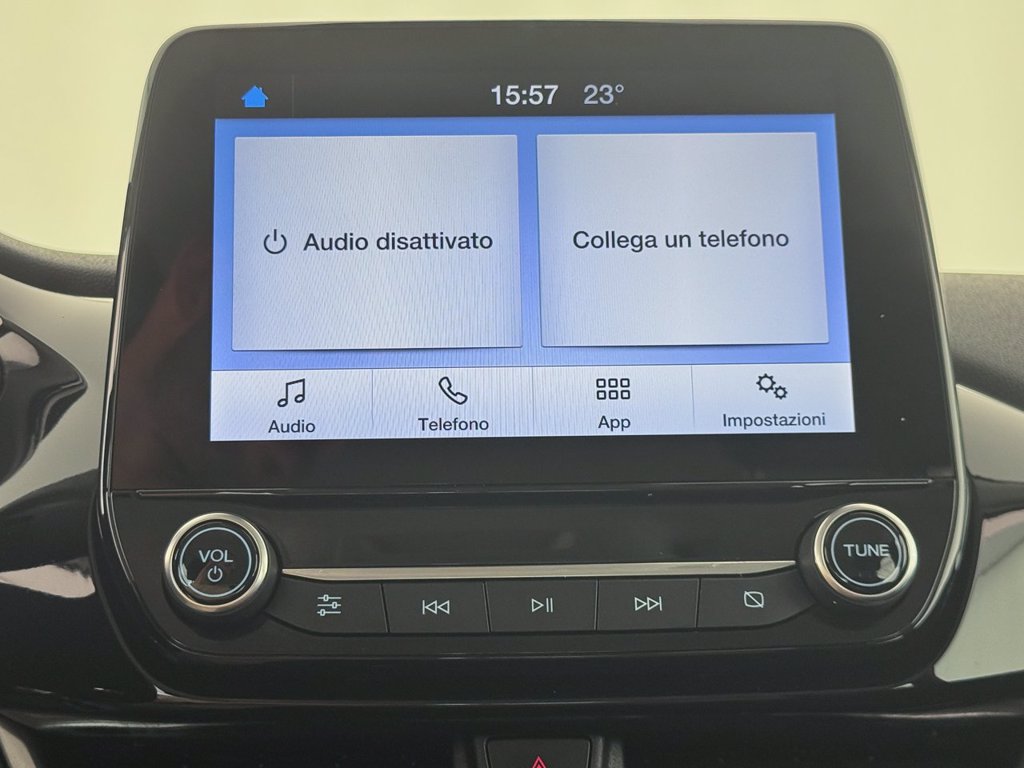 15:57 23°
Audio disattivato
Collega un telefono
Audio
Telefono
App
Impostazioni
VOL
TUNE